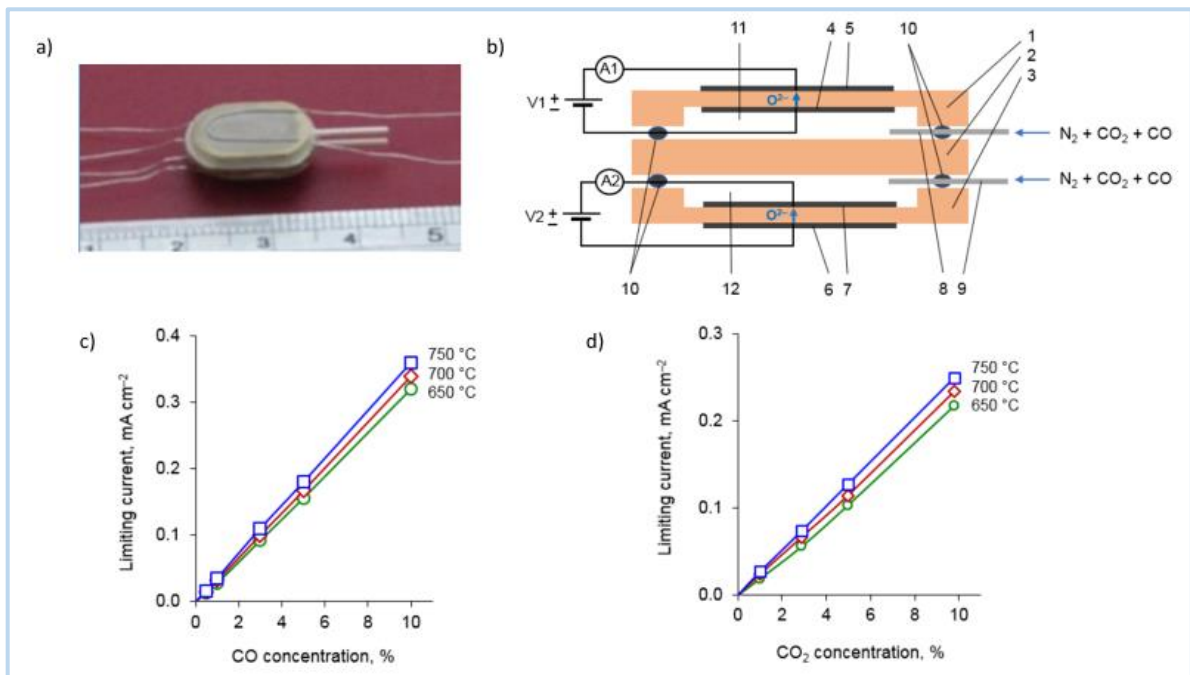 a)
1 2 3 4 5
b)
11 4 5 10 1
2
3
A1
V1 + −
O²⁻
N₂ + CO₂ + CO
10
A2
V2 + −
O²⁻
N₂ + CO₂ + CO
10 12 6 7 8 9
c)
Limiting current, mA cm⁻²
0.4
0.3
0.2
0.1
0.0
750 °C
700 °C
650 °C
0 2 4 6 8 10
CO concentration, %
d)
Limiting current, mA cm⁻²
0.3
0.2
0.1
0.0
750 °C
700 °C
650 °C
0 2 4 6 8 10
CO₂ concentration, %